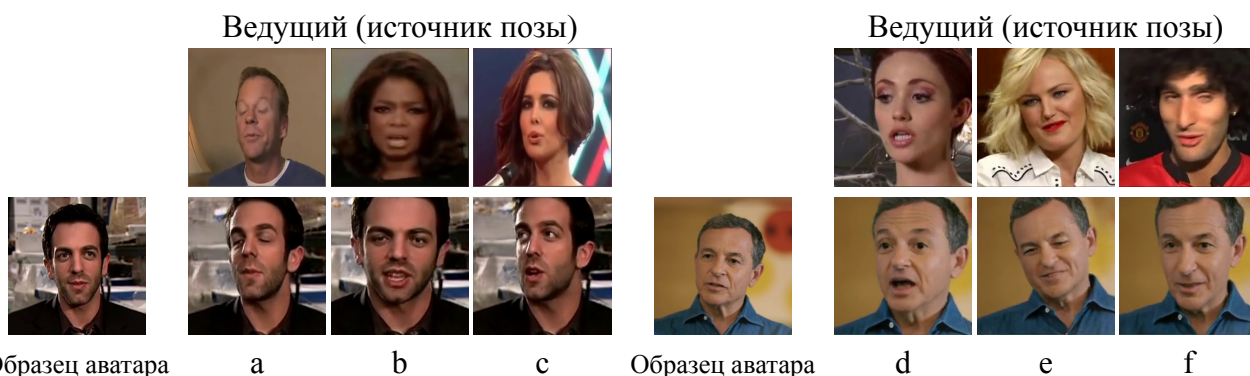 Ведущий (источник позы)
Ведущий (источник позы)
Образец аватара
a
b
c
Образец аватара
d
e
f